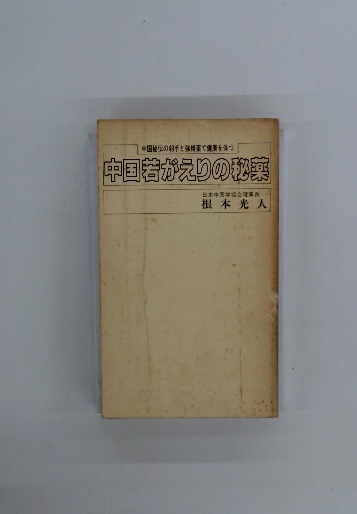 中国秘伝の48手と強精薬で健康を保つ
中国若がえりの秘薬
日本中医学協会理事長
根本光人